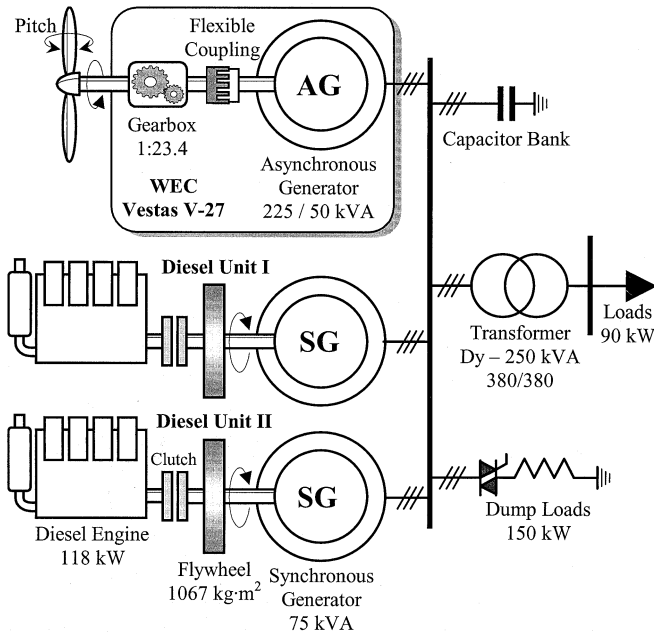 Pitch
Flexible
Coupling
AG
Gearbox
1:23.4
Asynchronous
Generator
225 / 50 kVA
WEC
Vestas V-27
Capacitor Bank
Diesel Unit I
SG
Transformer
Dy – 250 kVA
380/380
Loads
90 kW
Diesel Unit II
Clutch
SG
Diesel Engine
118 kW
Flywheel
1067 kg·m²
Synchronous
Generator
75 kVA
Dump Loads
150 kW